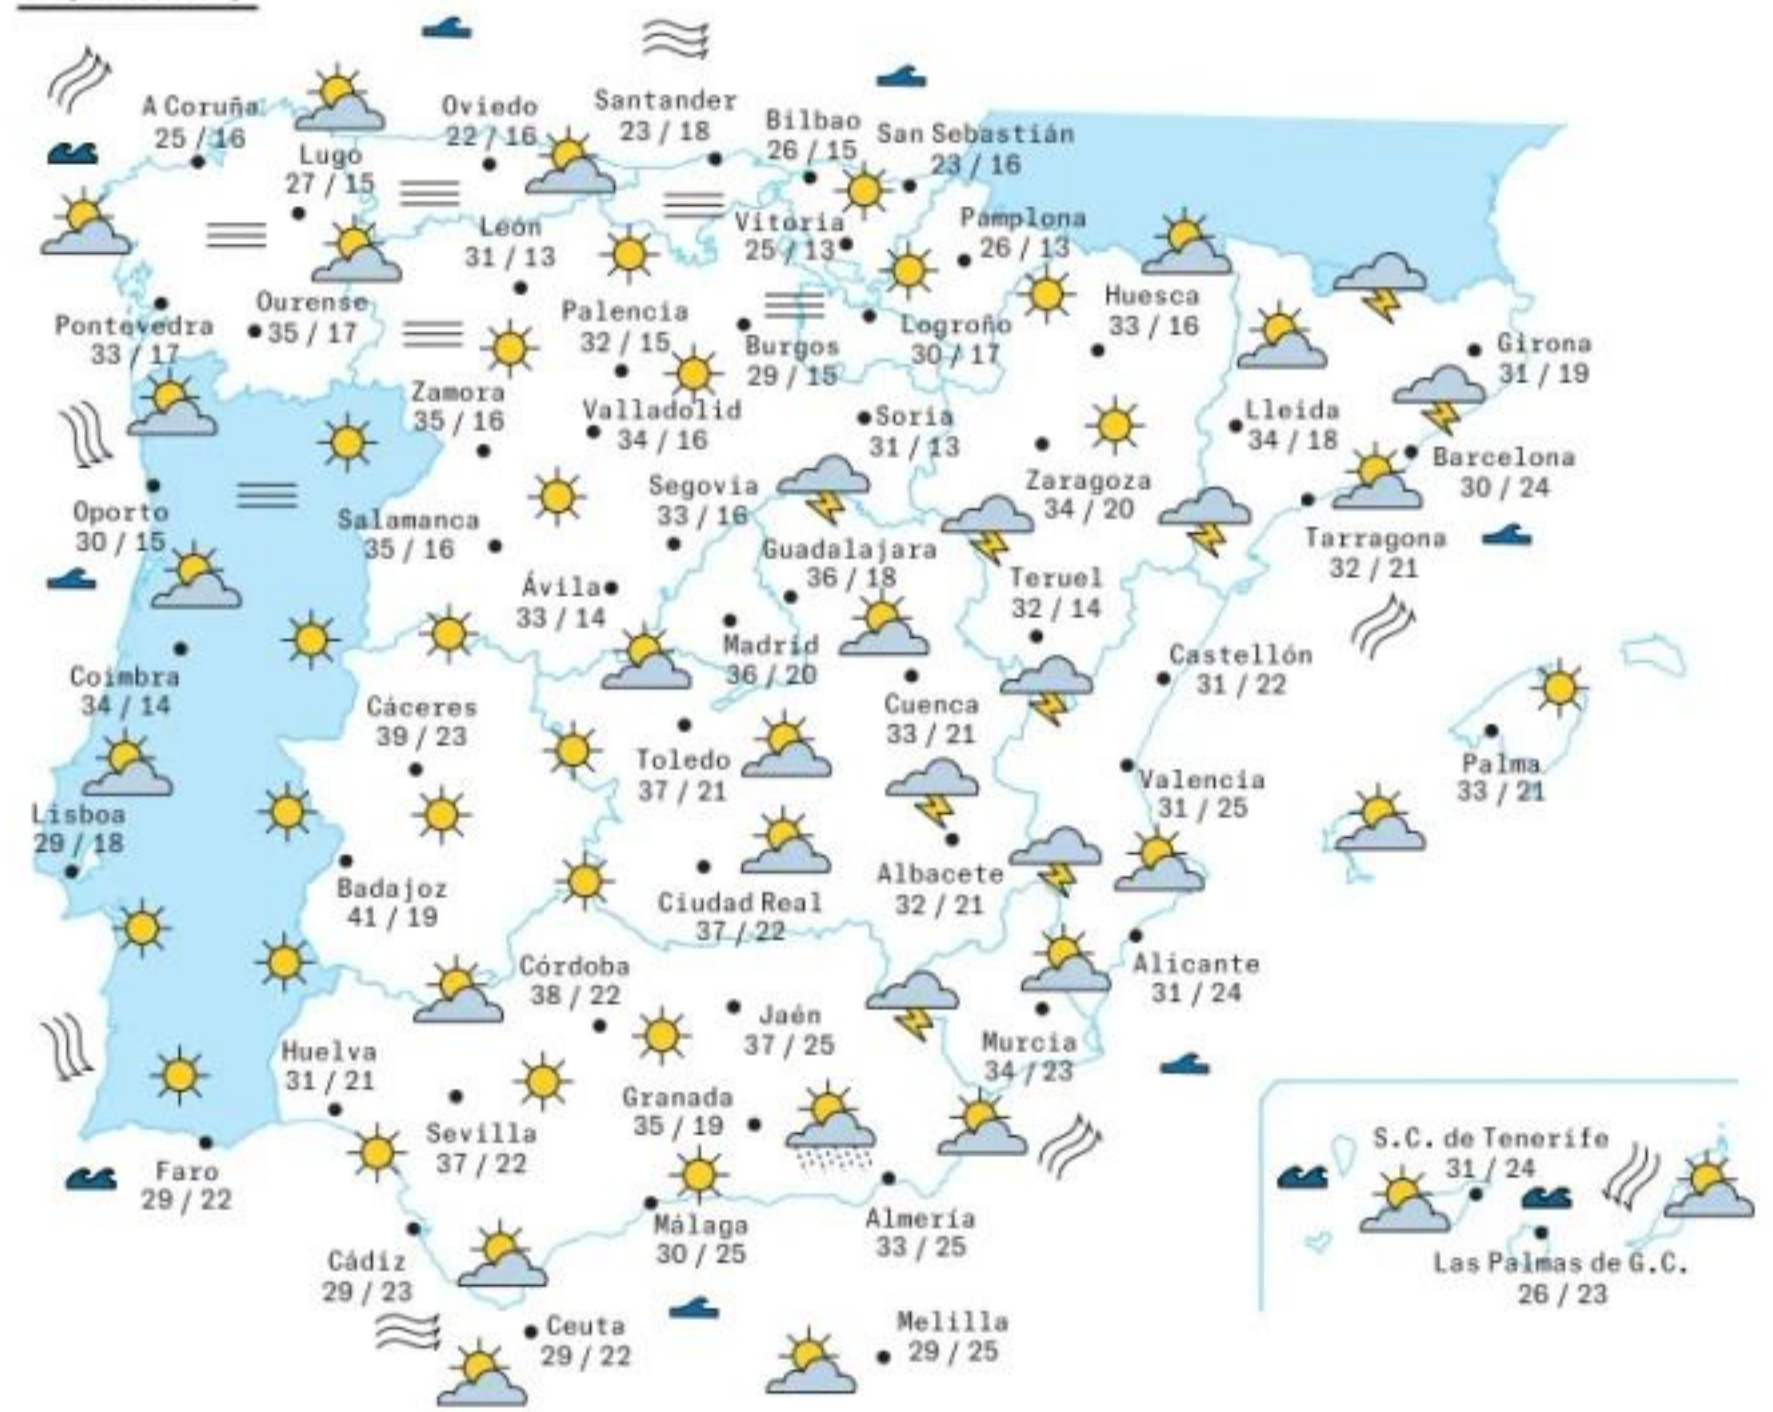 A Coruña
25 / 16
Lugo
27 / 15
Oviedo
22 / 16
Santander
23 / 18
Bilbao
26 / 15
San Sebastián
23 / 16
Vitoria
25 / 13
Pamplona
26 / 13
León
31 / 13
Pontevedra
33 / 17
Ourense
35 / 17
Palencia
32 / 15
Burgos
29 / 15
Logroño
30 / 17
Huesca
33 / 16
Girona
31 / 19
Zamora
35 / 16
Valladolid
34 / 16
Soria
31 / 13
Lleida
34 / 18
Barcelona
30 / 24
Zaragoza
34 / 20
Tarragona
32 / 21
Oporto
30 / 15
Salamanca
35 / 16
Segovia
33 / 16
Ávila
33 / 14
Guadalajara
36 / 18
Teruel
32 / 14
Madrid
36 / 20
Castellón
31 / 22
Coimbra
34 / 14
Cáceres
39 / 23
Toledo
37 / 21
Cuenca
33 / 21
Valencia
31 / 25
Palma
33 / 21
Lisboa
29 / 18
Badajoz
41 / 19
Ciudad Real
37 / 22
Albacete
32 / 21
Alicante
31 / 24
Córdoba
38 / 22
Jaén
37 / 25
Murcia
34 / 23
Huelva
31 / 21
Sevilla
37 / 22
Granada
35 / 19
Faro
29 / 22
Cádiz
29 / 23
Málaga
30 / 25
Almería
33 / 25
Ceuta
29 / 22
Melilla
29 / 25
S.C. de Tenerife
31 / 24
Las Palmas de G.C.
26 / 23